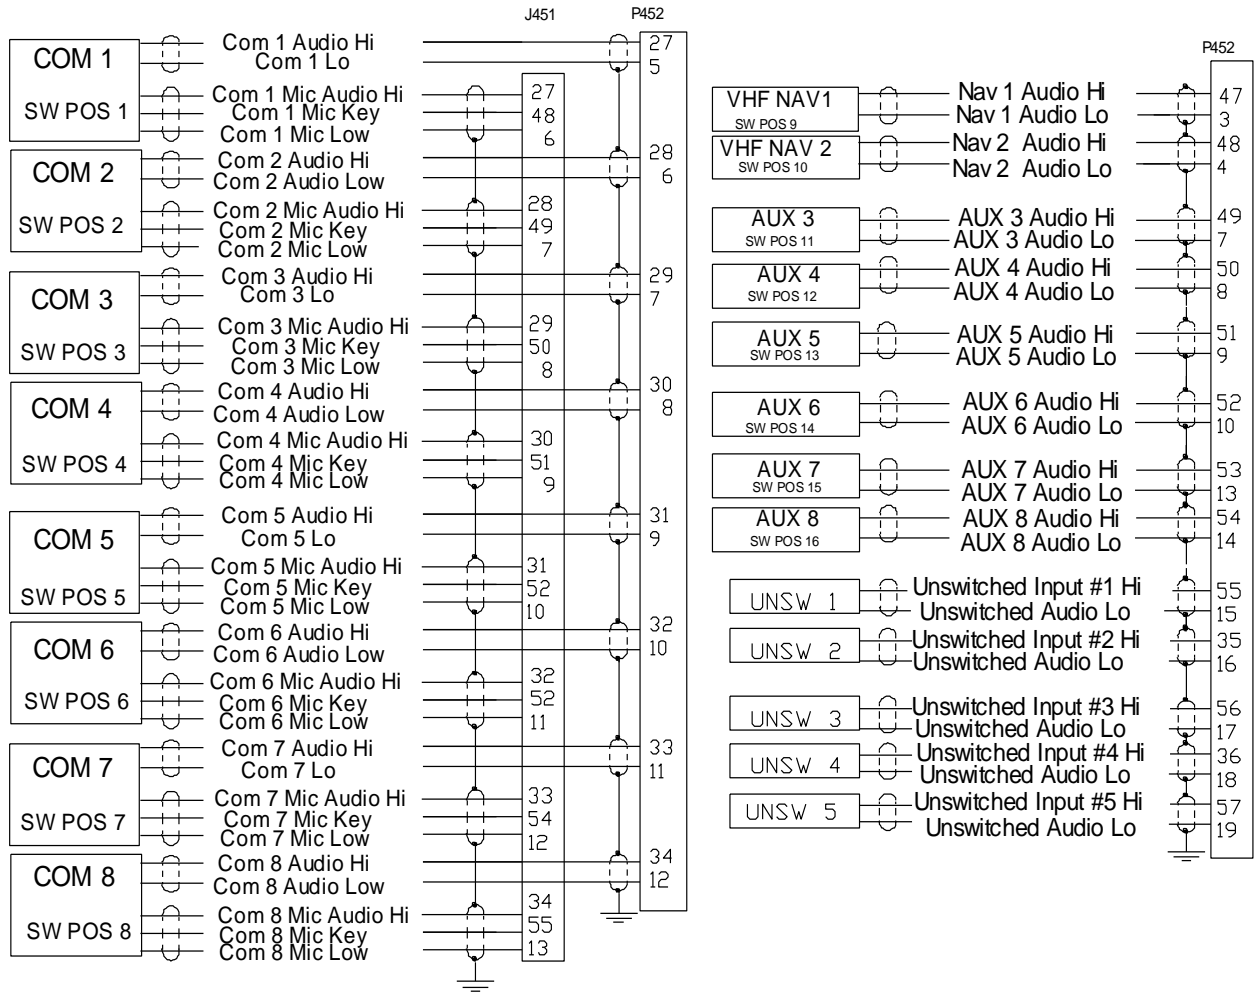 J451
P452
COM 1
SW POS 1
Com 1 Audio Hi
Com 1 Lo
27
5
Com 1 Mic Audio Hi
Com 1 Mic Key
Com 1 Mic Low
27
48
6
COM 2
SW POS 2
Com 2 Audio Hi
Com 2 Audio Low
28
6
Com 2 Mic Audio Hi
Com 2 Mic Key
Com 2 Mic Low
28
49
7
COM 3
SW POS 3
Com 3 Audio Hi
Com 3 Lo
29
7
Com 3 Mic Audio Hi
Com 3 Mic Key
Com 3 Mic Low
29
50
8
COM 4
SW POS 4
Com 4 Audio Hi
Com 4 Audio Low
30
8
Com 4 Mic Audio Hi
Com 4 Mic Key
Com 4 Mic Low
30
51
9
COM 5
SW POS 5
Com 5 Audio Hi
Com 5 Lo
31
9
Com 5 Mic Audio Hi
Com 5 Mic Key
Com 5 Mic Low
31
52
10
COM 6
SW POS 6
Com 6 Audio Hi
Com 6 Audio Low
32
10
Com 6 Mic Audio Hi
Com 6 Mic Key
Com 6 Mic Low
32
52
11
COM 7
SW POS 7
Com 7 Audio Hi
Com 7 Lo
33
11
Com 7 Mic Audio Hi
Com 7 Mic Key
Com 7 Mic Low
33
54
12
COM 8
SW POS 8
Com 8 Audio Hi
Com 8 Audio Low
34
12
Com 8 Mic Audio Hi
Com 8 Mic Key
Com 8 Mic Low
34
55
13
P452
VHF NAV1
SW POS 9
Nav 1 Audio Hi
Nav 1 Audio Lo
47
3
VHF NAV 2
SW POS 10
Nav 2 Audio Hi
Nav 2 Audio Lo
48
4
AUX 3
SW POS 11
AUX 3 Audio Hi
AUX 3 Audio Lo
49
7
AUX 4
SW POS 12
AUX 4 Audio Hi
AUX 4 Audio Lo
50
8
AUX 5
SW POS 13
AUX 5 Audio Hi
AUX 5 Audio Lo
51
9
AUX 6
SW POS 14
AUX 6 Audio Hi
AUX 6 Audio Lo
52
10
AUX 7
SW POS 15
AUX 7 Audio Hi
AUX 7 Audio Lo
53
13
AUX 8
SW POS 16
AUX 8 Audio Hi
AUX 8 Audio Lo
54
14
UNSW 1
Unswitched Input #1 Hi
Unswitched Audio Lo
55
15
UNSW 2
Unswitched Input #2 Hi
Unswitched Audio Lo
35
16
UNSW 3
Unswitched Input #3 Hi
Unswitched Audio Lo
56
17
UNSW 4
Unswitched Input #4 Hi
Unswitched Audio Lo
36
18
UNSW 5
Unswitched Input #5 Hi
Unswitched Audio Lo
57
19